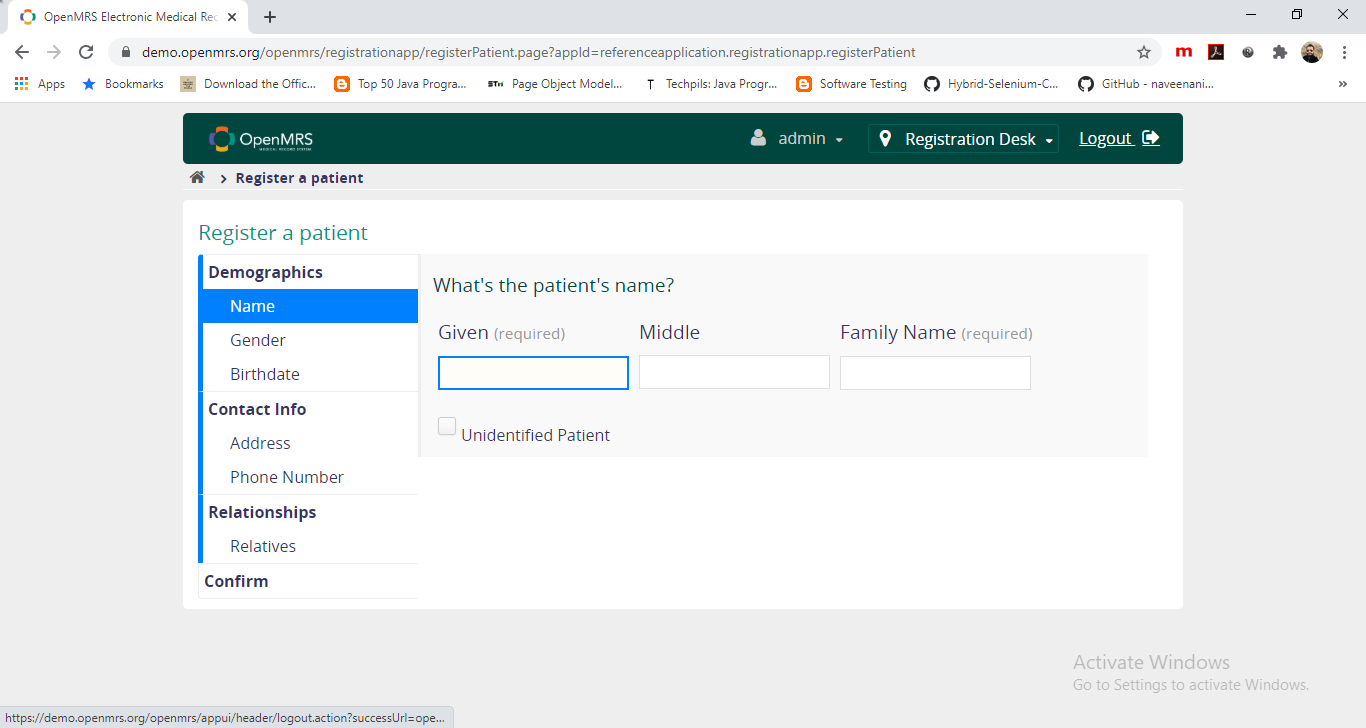 OpenMRS Electronic Medical Rec
demo.openmrs.org/openmrs/registrationapp/registerPatient.page?appId=referenceapplication.registrationapp.registerPatient
m
Apps Bookmarks Download the Offic... Top 50 Java Progra... STH Page Object Model... T Techpils: Java Progr... Software Testing Hybrid-Selenium-C... GitHub - naveenani... »
OpenMRS admin Registration Desk Logout
MEDICAL RECORD SYSTEM
Register a patient
Register a patient
Demographics
Name
Gender
Birthdate
Contact Info
Address
Phone Number
Relationships
Relatives
Confirm
What's the patient's name?
Given (required) Middle Family Name (required)
Unidentified Patient
Activate Windows
Go to Settings to activate Windows.
https://demo.openmrs.org/openmrs/appui/header/logout.action?successUrl=ope...